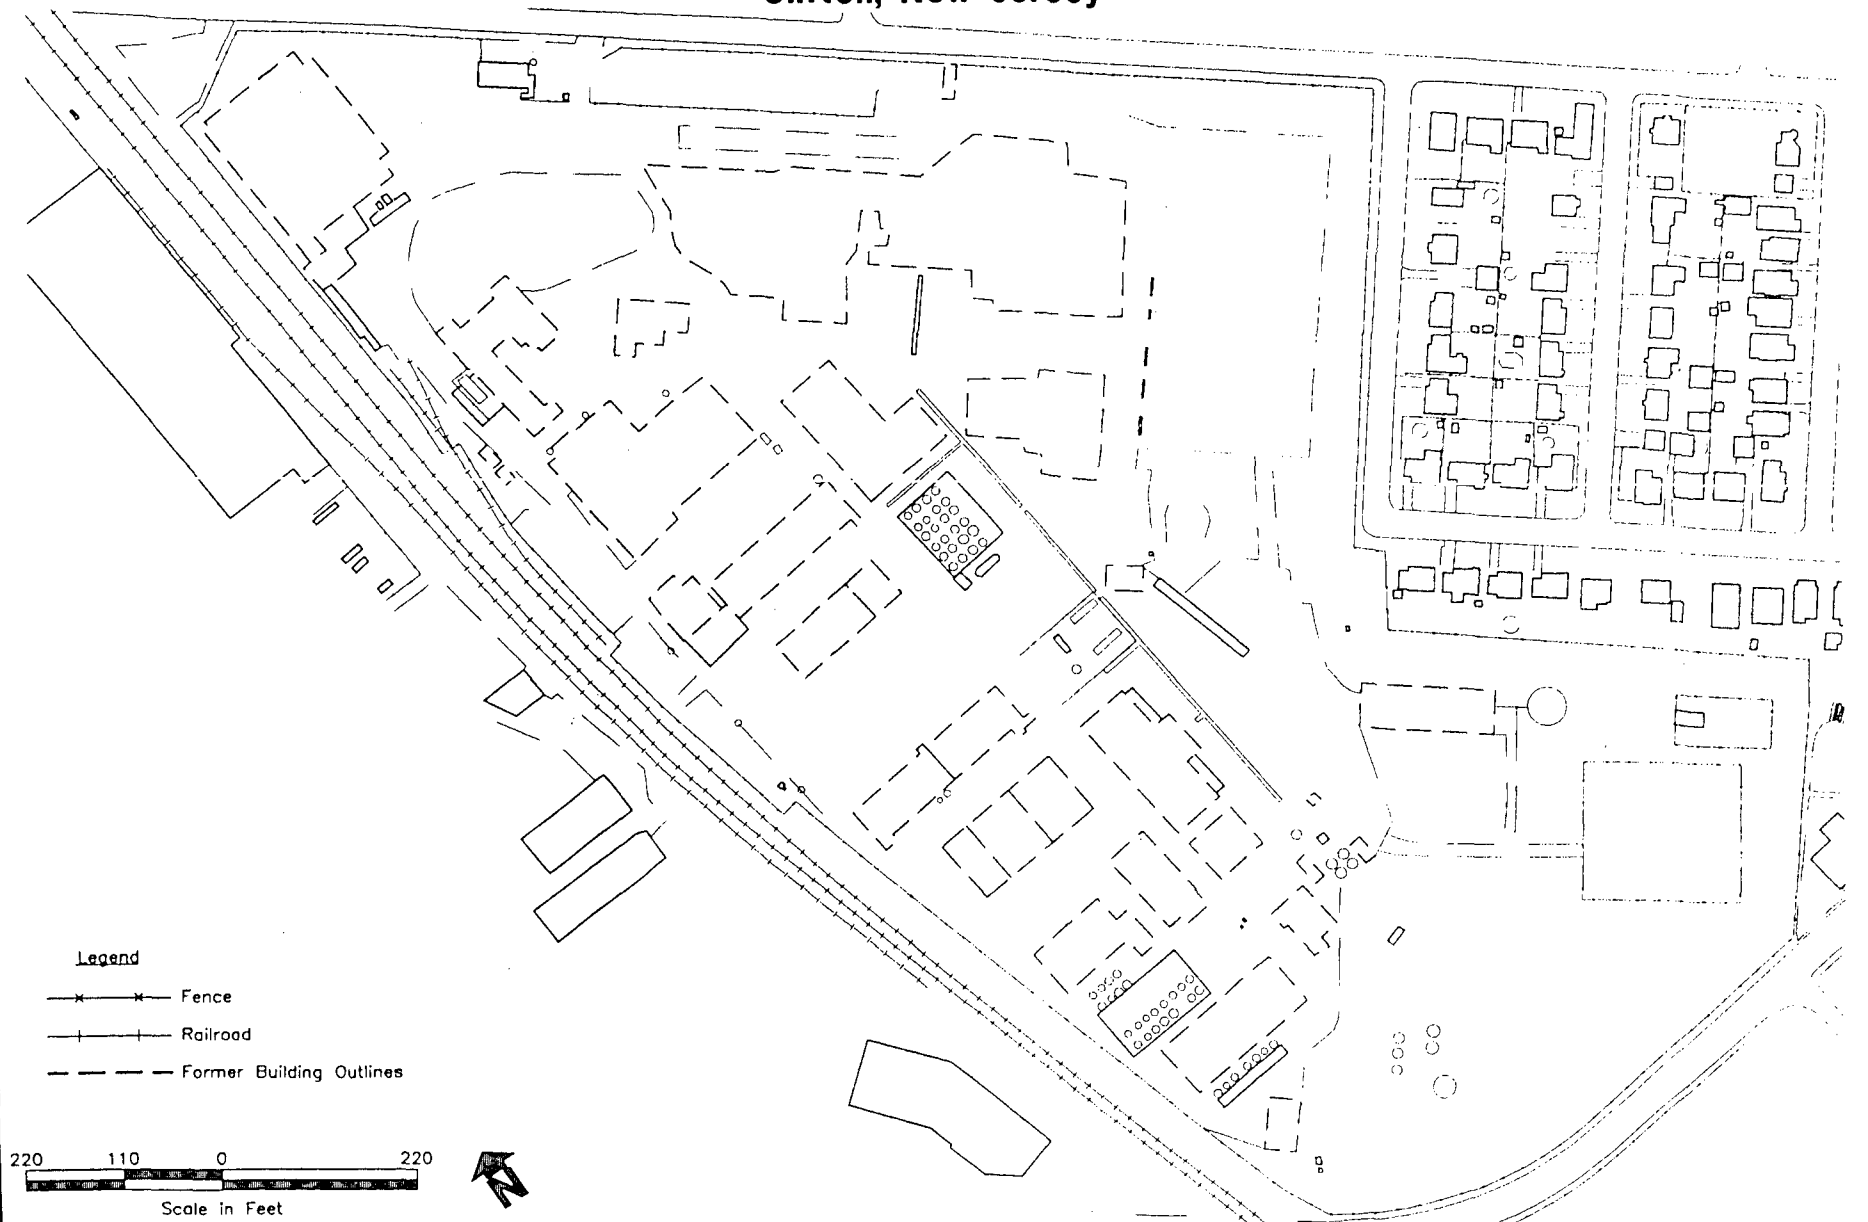 Clifton, New Jersey
Legend
Fence
Railroad
Former Building Outlines
220 110 0 220
Scale in Feet
N